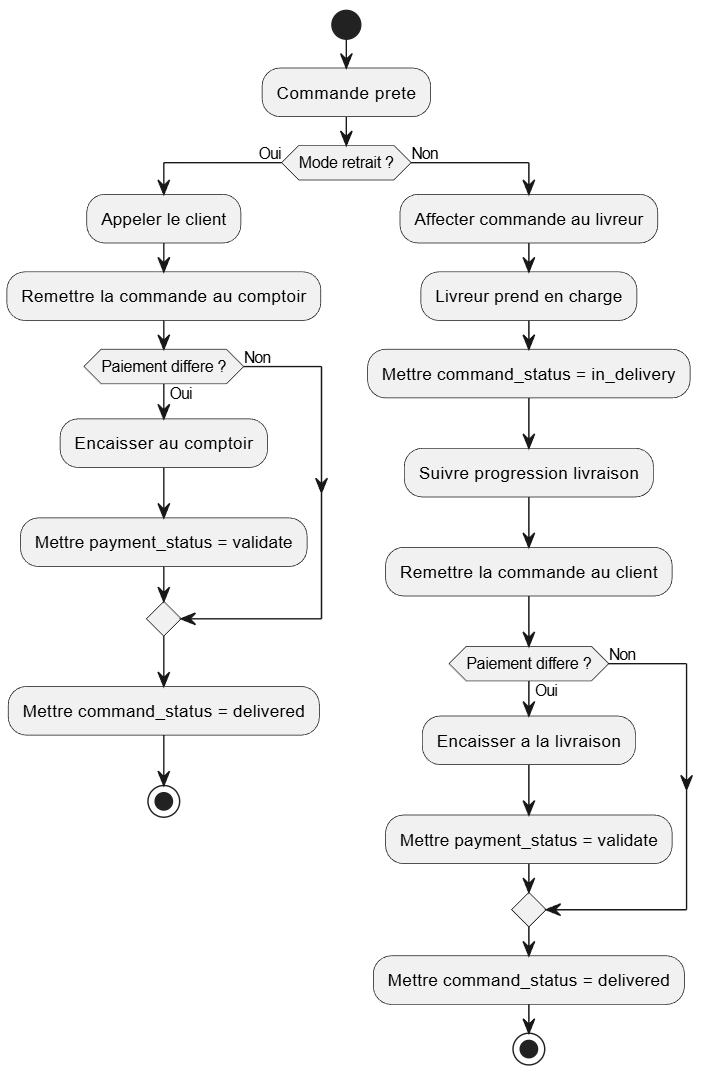 Commande prete
Oui
Mode retrait ?
Non
Appeler le client
Remettre la commande au comptoir
Paiement differe ?
Non
Oui
Encaisser au comptoir
Mettre payment_status = validate
Mettre command_status = delivered
Affecter commande au livreur
Livreur prend en charge
Mettre command_status = in_delivery
Suivre progression livraison
Remettre la commande au client
Paiement differe ?
Non
Oui
Encaisser a la livraison
Mettre payment_status = validate
Mettre command_status = delivered